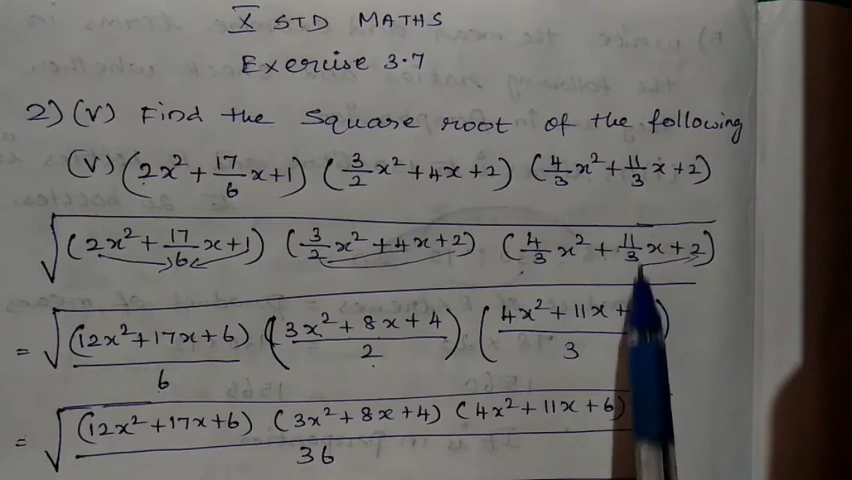 X STD MATHS
Exercise 3.7
2) (V) Find the Square root of the following
(V) (2x² + 17/6 x + 1) (3/2 x² + 4x + 2) (4/3 x² + 11/3 x + 2)
√(2x² + 17/6 x + 1) (3/2 x² + 4x + 2) (4/3 x² + 11/3 x + 2)
= √(12x² + 17x + 6)/6 (3x² + 8x + 4)/2 (4x² + 11x + )/3
= √(12x² + 17x + 6) (3x² + 8x + 4) (4x² + 11x + 6)/36